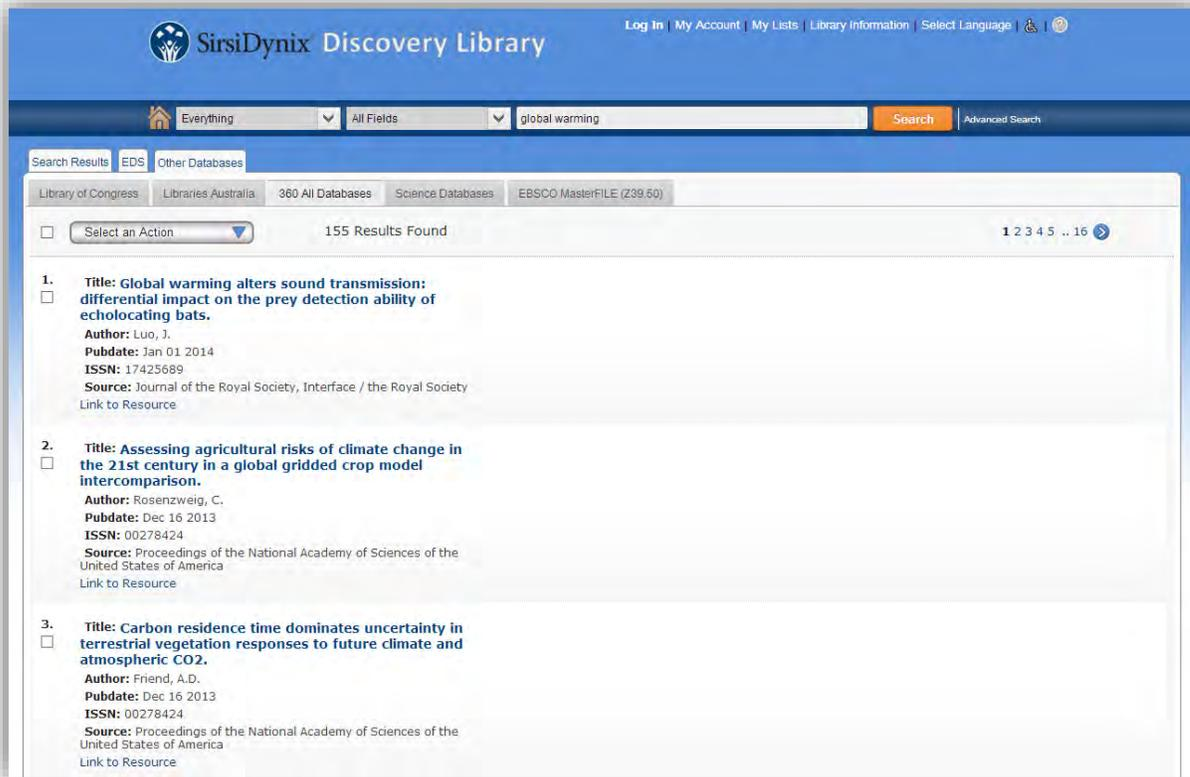 Log In | My Account | My Lists | Library Information | Select Language | |
SirsiDynix Discovery Library
Everything All Fields global warming Search Advanced Search
Search Results EDS Other Databases
Library of Congress Libraries Australia 360 All Databases Science Databases EBSCO MasterFILE (Z39.50)
Select an Action 155 Results Found 1 2 3 4 5 .. 16
1. Title: Global warming alters sound transmission:
differential impact on the prey detection ability of
echolocating bats.
Author: Luo, J.
Pubdate: Jan 01 2014
ISSN: 17425689
Source: Journal of the Royal Society, Interface / the Royal Society
Link to Resource
2. Title: Assessing agricultural risks of climate change in
the 21st century in a global gridded crop model
intercomparison.
Author: Rosenzweig, C.
Pubdate: Dec 16 2013
ISSN: 00278424
Source: Proceedings of the National Academy of Sciences of the
United States of America
Link to Resource
3. Title: Carbon residence time dominates uncertainty in
terrestrial vegetation responses to future climate and
atmospheric CO2.
Author: Friend, A.D.
Pubdate: Dec 16 2013
ISSN: 00278424
Source: Proceedings of the National Academy of Sciences of the
United States of America
Link to Resource